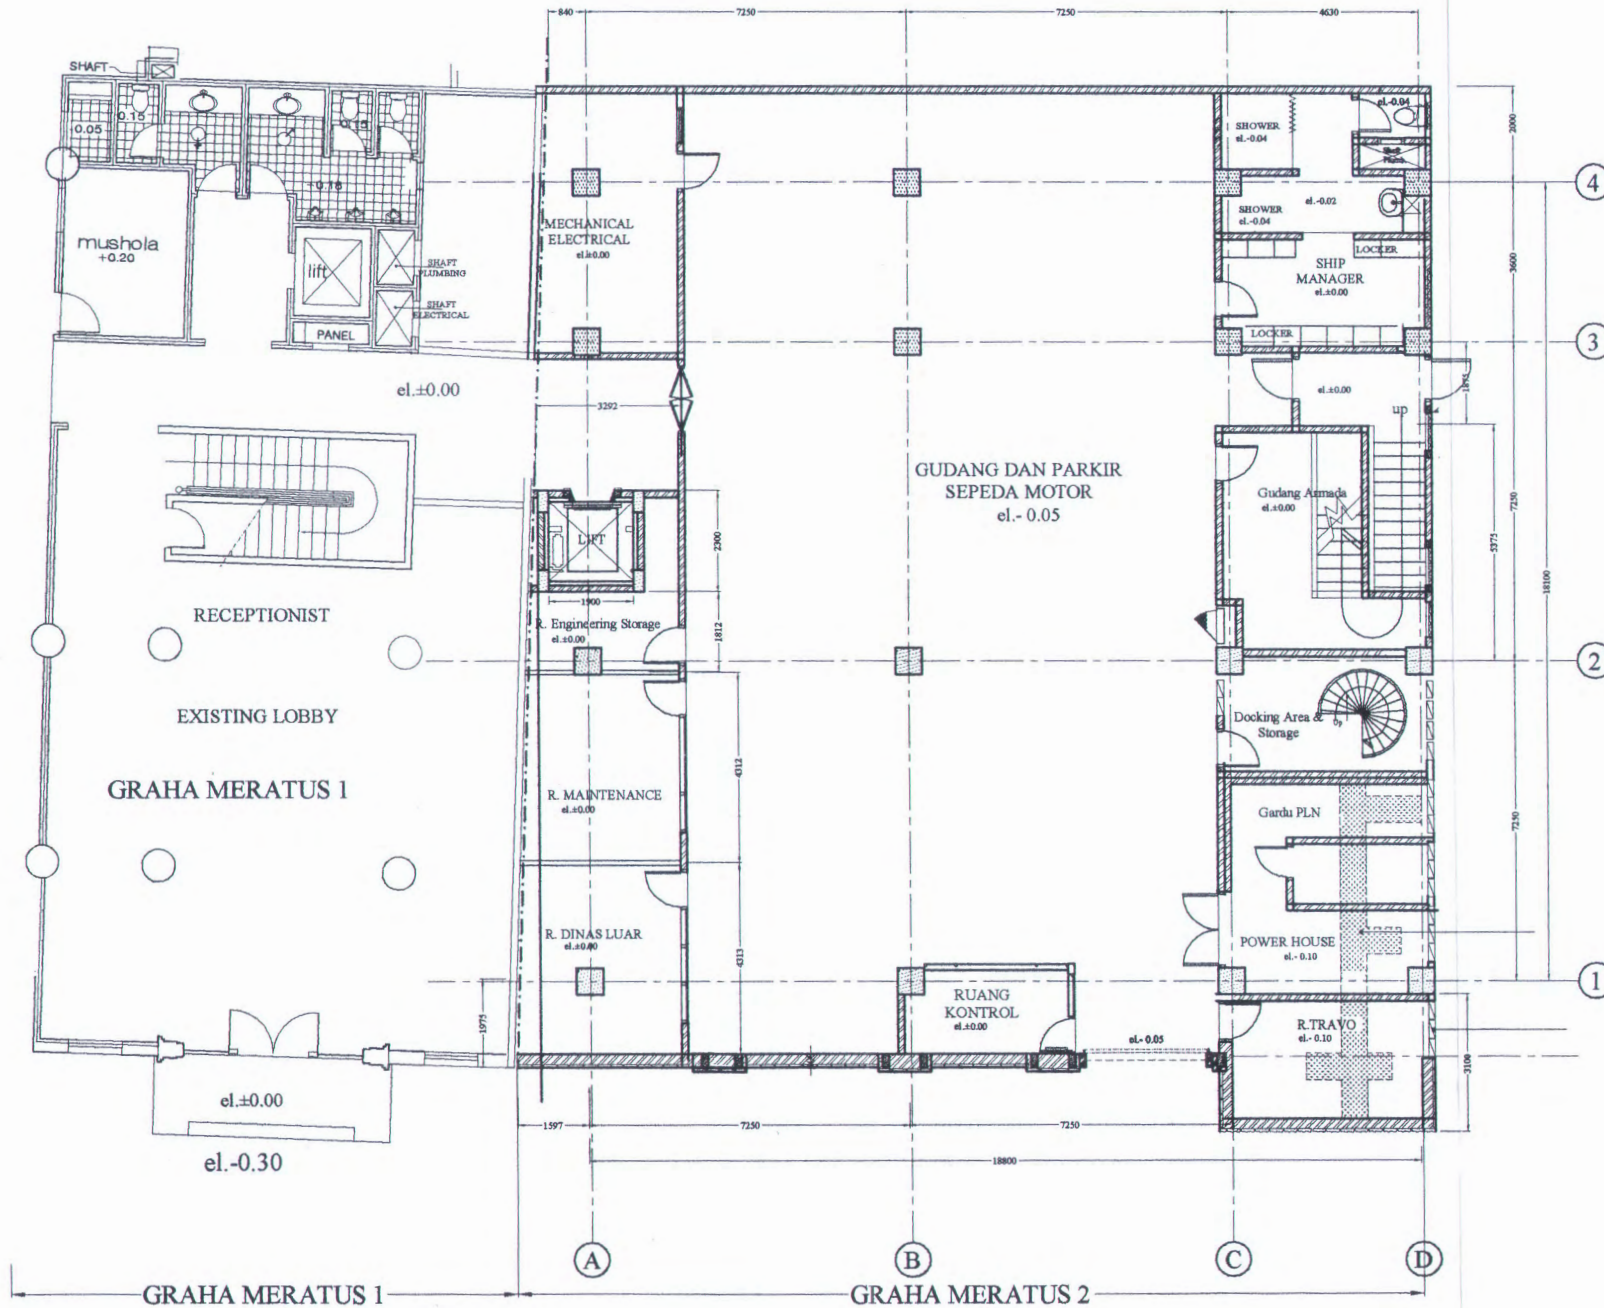 840
7250
7250
4630
SHAFT
0.05
0.15
0.15
-0.18
mushola
+0.20
lift
SHAFT
PLUMBING
SHAFT
ELECTRICAL
PANEL
MECHANICAL
ELECTRICAL
el.±0.00
SHOWER
el.-0.04
el.-0.04
el.-0.02
SHOWER
el.-0.04
LOCKER
SHIP
MANAGER
el.±0.00
LOCKER
2000
3600
4
3
el.±0.00
3292
el.±0.00
1875
up
GUDANG DAN PARKIR
SEPEDA MOTOR
el.- 0.05
Gudang Armada
el.±0.00
7250
5375
18100
LIFT
2300
1900
RECEPTIONIST
R. Engineering Storage
el.±0.00
1812
2
EXISTING LOBBY
Docking Area &
Storage
Up
GRAHA MERATUS 1
R. MAINTENANCE
el.±0.00
4312
Gardu PLN
7250
R. DINAS LUAR
el.±0.00
4313
POWER HOUSE
el.- 0.10
1
RUANG
KONTROL
el.±0.00
1975
el.- 0.05
R.TRAVO
el.- 0.10
3100
el.±0.00
el.-0.30
1597
7250
7250
18800
A
B
C
D
GRAHA MERATUS 1
GRAHA MERATUS 2